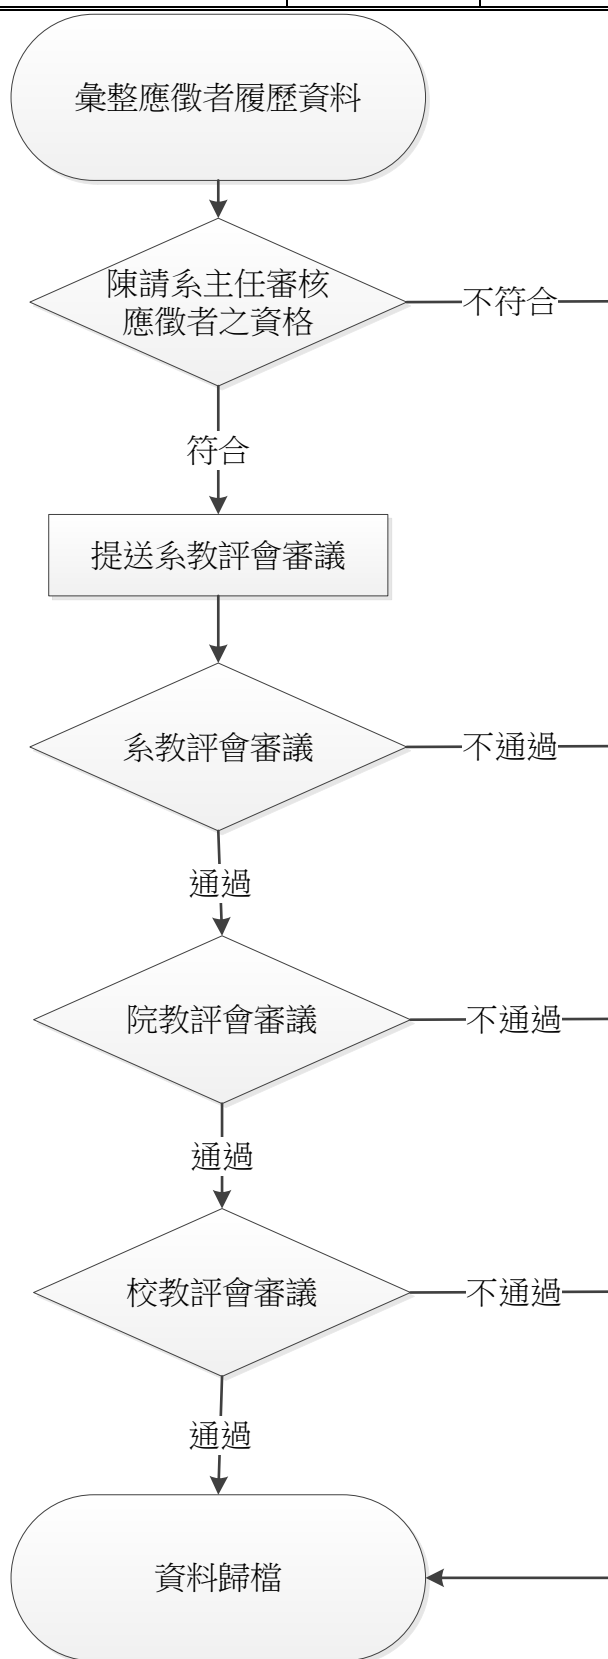 彙整應徵者履歷資料
陳請系主任審核
應徵者之資格
不符合
符合
提送系教評會審議
系教評會審議
不通過
通過
院教評會審議
不通過
通過
校教評會審議
不通過
通過
資料歸檔